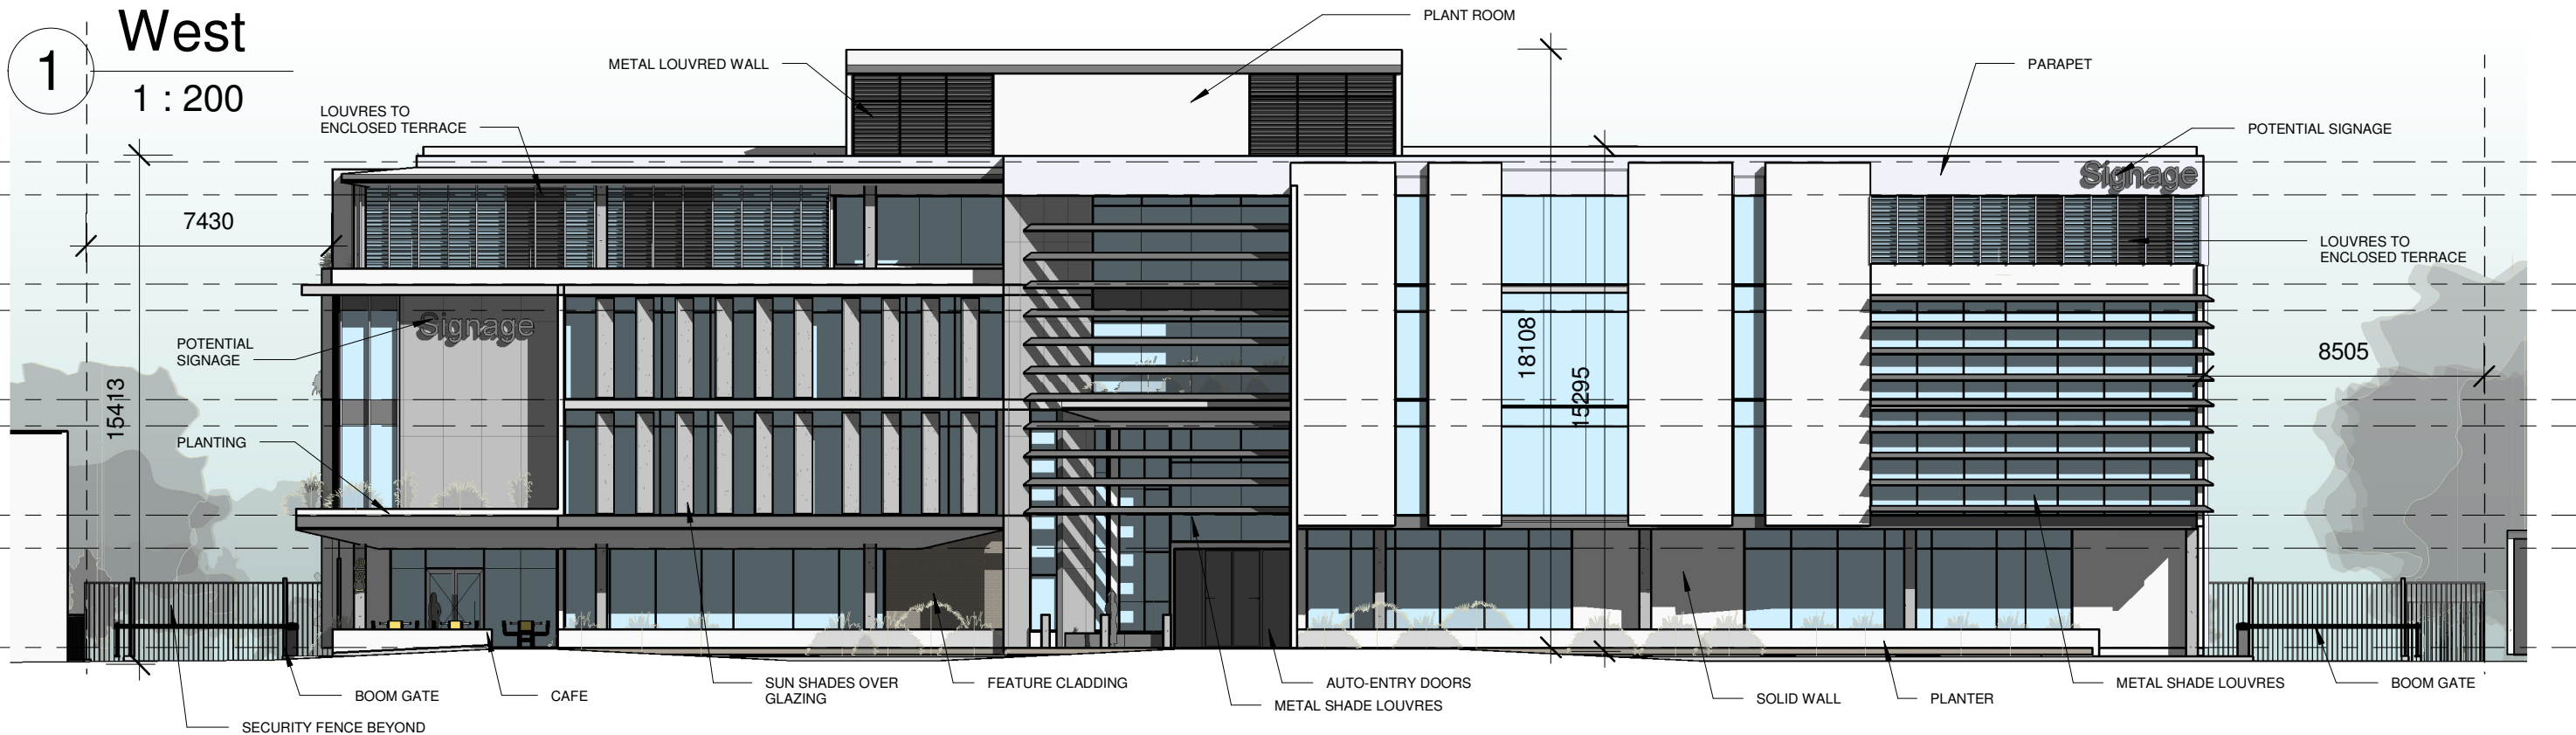 1
West
1 : 200
PLANT ROOM
METAL LOUVRED WALL
PARAPET
LOUVRES TO
ENCLOSED TERRACE
POTENTIAL SIGNAGE
Signage
7430
LOUVRES TO
ENCLOSED TERRACE
Signage
POTENTIAL
SIGNAGE
18108
15295
8505
15413
PLANTING
BOOM GATE
CAFE
SUN SHADES OVER
GLAZING
FEATURE CLADDING
AUTO-ENTRY DOORS
METAL SHADE LOUVRES
SOLID WALL
PLANTER
METAL SHADE LOUVRES
BOOM GATE
SECURITY FENCE BEYOND